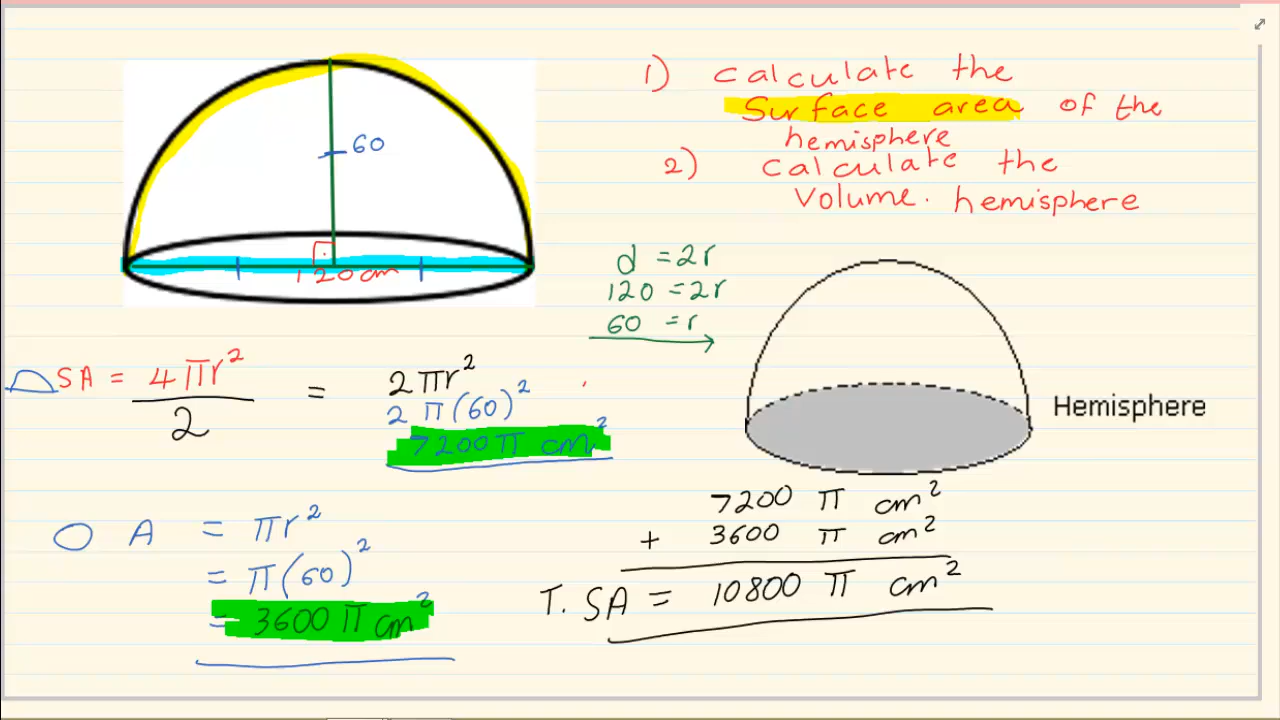 1) Calculate the
Surface area of the
hemisphere
2) Calculate the
Volume. hemisphere
60
120cm
d = 2r
120 = 2r
60 = r
SA = 4πr² / 2 = 2πr²
2 π(60)²
7200π cm²
Hemisphere
A = πr²
= π(60)²
= 3600π cm²
7200 π cm²
+ 3600 π cm²
T. SA = 10800 π cm²